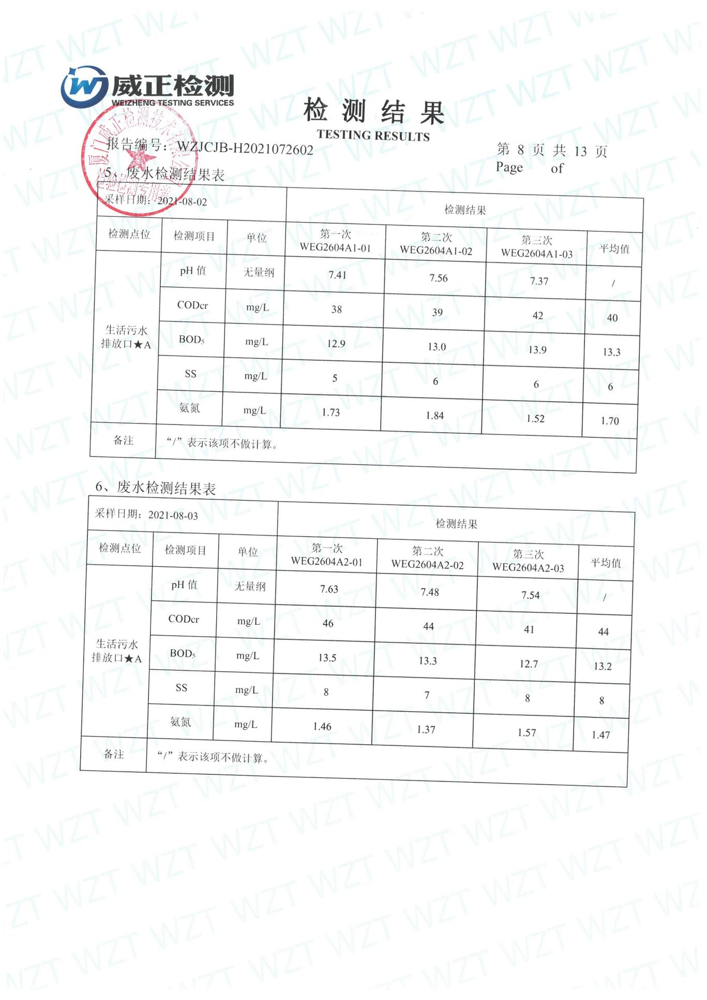 威正检测
WEIZHENG TESTING SERVICES
检测结果
TESTING RESULTS
报告编号：WZJCJB-H2021072602
第 8 页 共 13 页
Page of
厦门威正检测技术有限公司
检验检测专用章
5、废水检测结果表
采样日期：2021-08-02 检测结果
检测点位 检测项目 单位 第一次 WEG2604A1-01 第二次 WEG2604A1-02 第三次 WEG2604A1-03 平均值
生活污水排放口★A
pH 值 无量纲 7.41 7.56 7.37 /
CODcr mg/L 38 39 42 40
BOD₅ mg/L 12.9 13.0 13.9 13.3
SS mg/L 5 6 6 6
氨氮 mg/L 1.73 1.84 1.52 1.70
备注 “/”表示该项不做计算。
6、废水检测结果表
采样日期：2021-08-03 检测结果
检测点位 检测项目 单位 第一次 WEG2604A2-01 第二次 WEG2604A2-02 第三次 WEG2604A2-03 平均值
生活污水排放口★A
pH 值 无量纲 7.63 7.48 7.54 /
CODcr mg/L 46 44 41 44
BOD₅ mg/L 13.5 13.3 12.7 13.2
SS mg/L 8 7 8 8
氨氮 mg/L 1.46 1.37 1.57 1.47
备注 “/”表示该项不做计算。
WZT